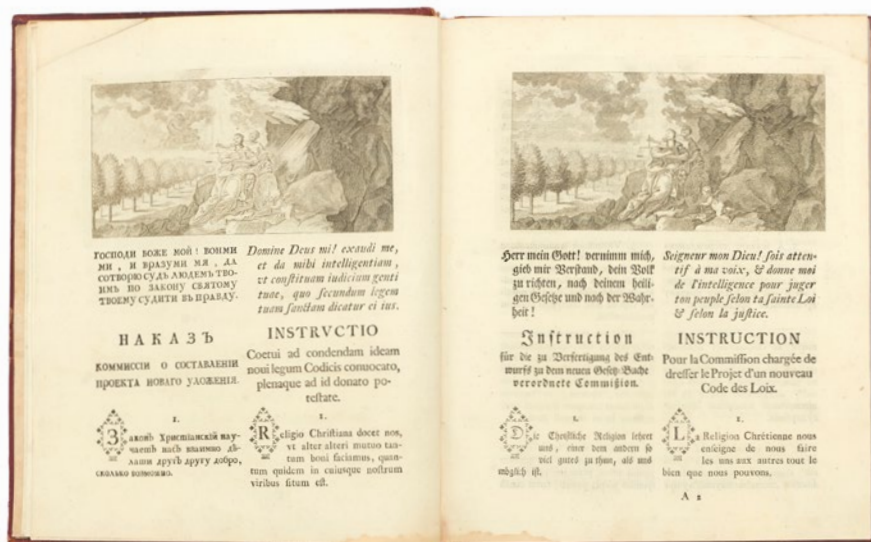 ГОСПОДИ БОЖЕ МОЙ! ВОНМИ
МИ, И ВРАЗУМИ МЯ, ДА
СОТВОРЮ СУДЪ ЛЮДЕМЪ ТВО-
ИМЪ ПО ЗАКОНУ СВЯТОМУ
ТВОЕМУ СУДИТИ ВЪ ПРАВДУ.
НАКАЗЪ
КОММИССІИ О СОСТАВЛЕНІИ
ПРОЕКТА НОВАГО УЛОЖЕНІЯ.
1.
Законъ Христіанскій нау-
чаетъ насъ взаимно дѣ-
лати другъ другу добро,
сколько возможно.
Domine Deus mi! exaudi me,
et da mihi intelligentiam,
vt constituam iudicium genti
tuae, quo secundum legem
tuam sanctam dicatur ei ius.
INSTRVCTIO
Coetui ad condendam ideam
noui legum Codicis conuocato,
plenaque ad id donato po-
testate.
1.
Religio Christiana docet nos,
vt alter alteri mutuo tan-
tum boni faciamus, quan-
tum quidem in cuiusque nostrum
viribus situm est.
Herr mein Gott! vernimm mich,
gieb mir Verstand, dein Volk
zu richten, nach deinem heili-
gen Gesetze und nach der Wahr-
heit!
Instruction
für die zu Verfertigung des Ent-
wurfs zu dem neuen Gesetz-Buche
verordnete Commißion.
1.
Die Christliche Religion lehret
uns, einer dem andern so
viel gutes zu thun, als uns
möglich ist.
Seigneur mon Dieu! sois atten-
tif à ma voix, & donne moi
de l'intelligence pour juger
ton peuple selon ta sainte Loi
& selon la justice.
INSTRUCTION
Pour la Commission chargée de
dresser le Projet d'un nouveau
Code des Loix.
1.
La Religion Chrétienne nous
enseigne de nous faire
les uns aux autres tout le
bien que nous pouvons.
A 2